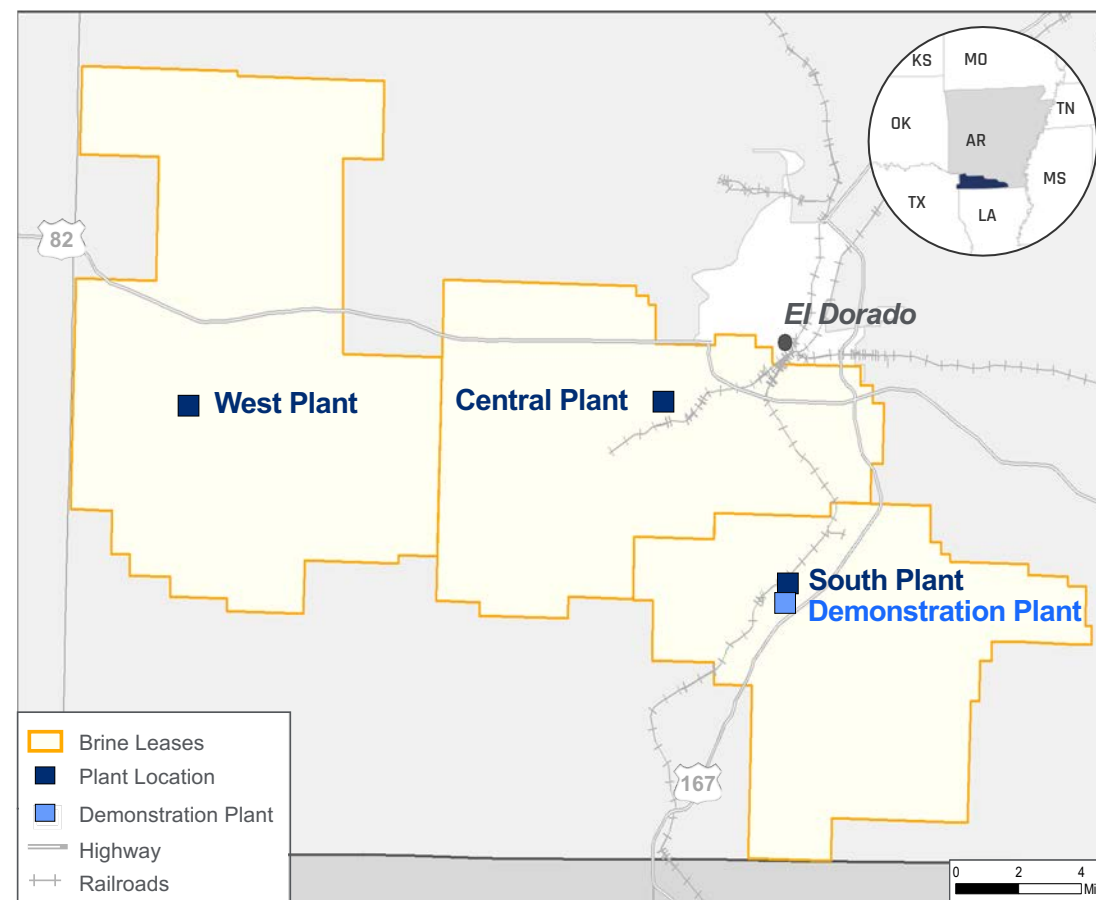 KS
MO
OK
TN
AR
MS
TX
LA
82
El Dorado
West Plant
Central Plant
South Plant
Demonstration Plant
167
Brine Leases
Plant Location
Demonstration Plant
Highway
Railroads
0 2 4
Mi